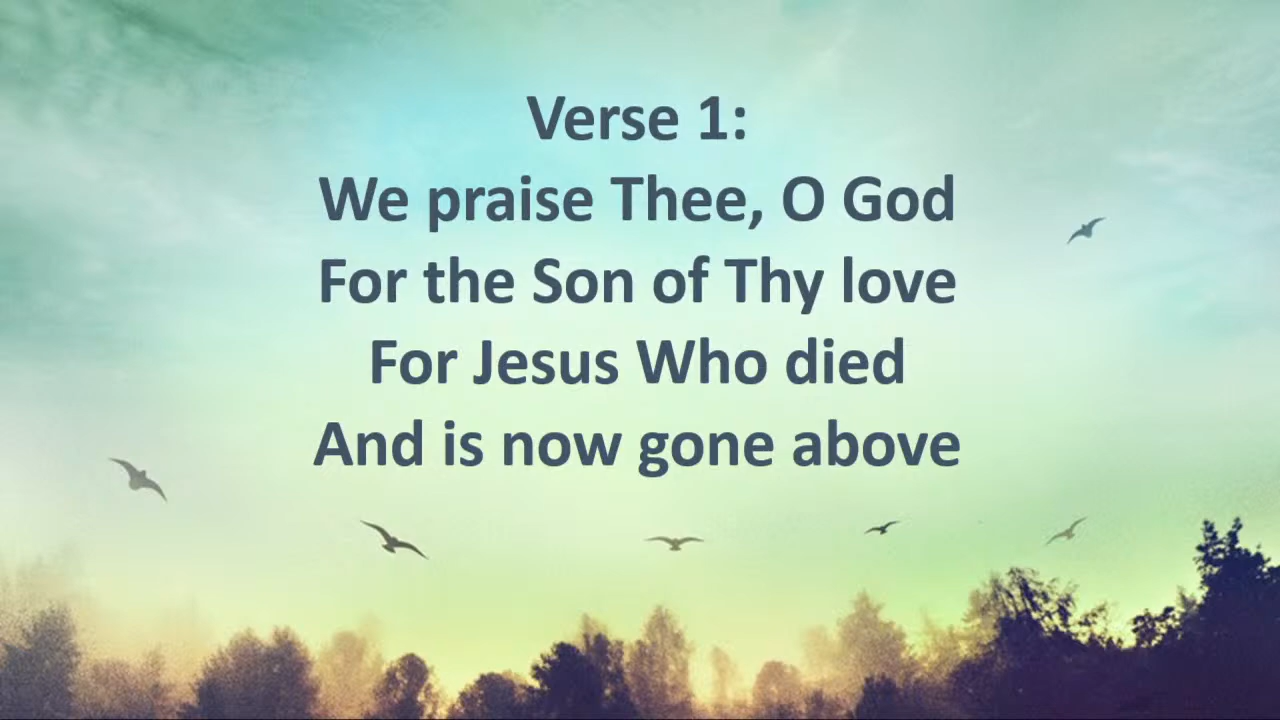 Verse 1:
We praise Thee, O God
For the Son of Thy love
For Jesus Who died
And is now gone above